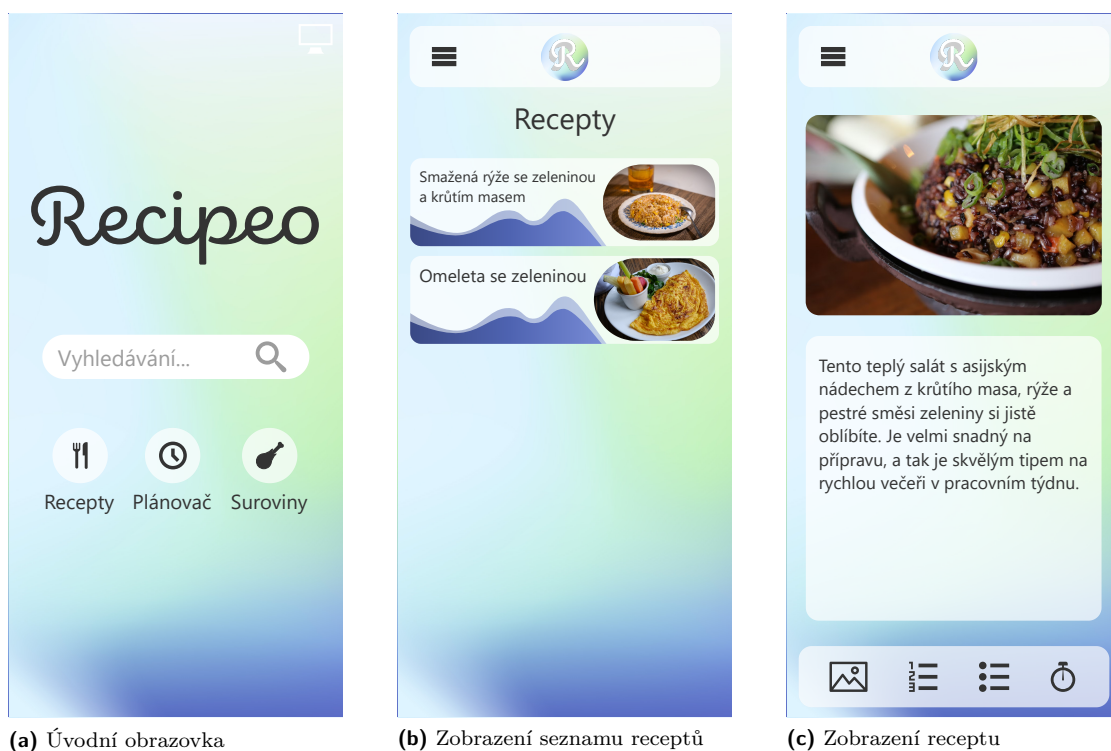 Recipeo
Vyhledávání...
Recepty Plánovač Suroviny
(a) Úvodní obrazovka
R
Recepty
Smažená rýže se zeleninou
a krůtím masem
Omeleta se zeleninou
(b) Zobrazení seznamu receptů
R
Tento teplý salát s asijským
nádechem z krůtího masa, rýže a
pestré směsi zeleniny si jistě
oblíbíte. Je velmi snadný na
přípravu, a tak je skvělým tipem na
rychlou večeři v pracovním týdnu.
(c) Zobrazení receptu